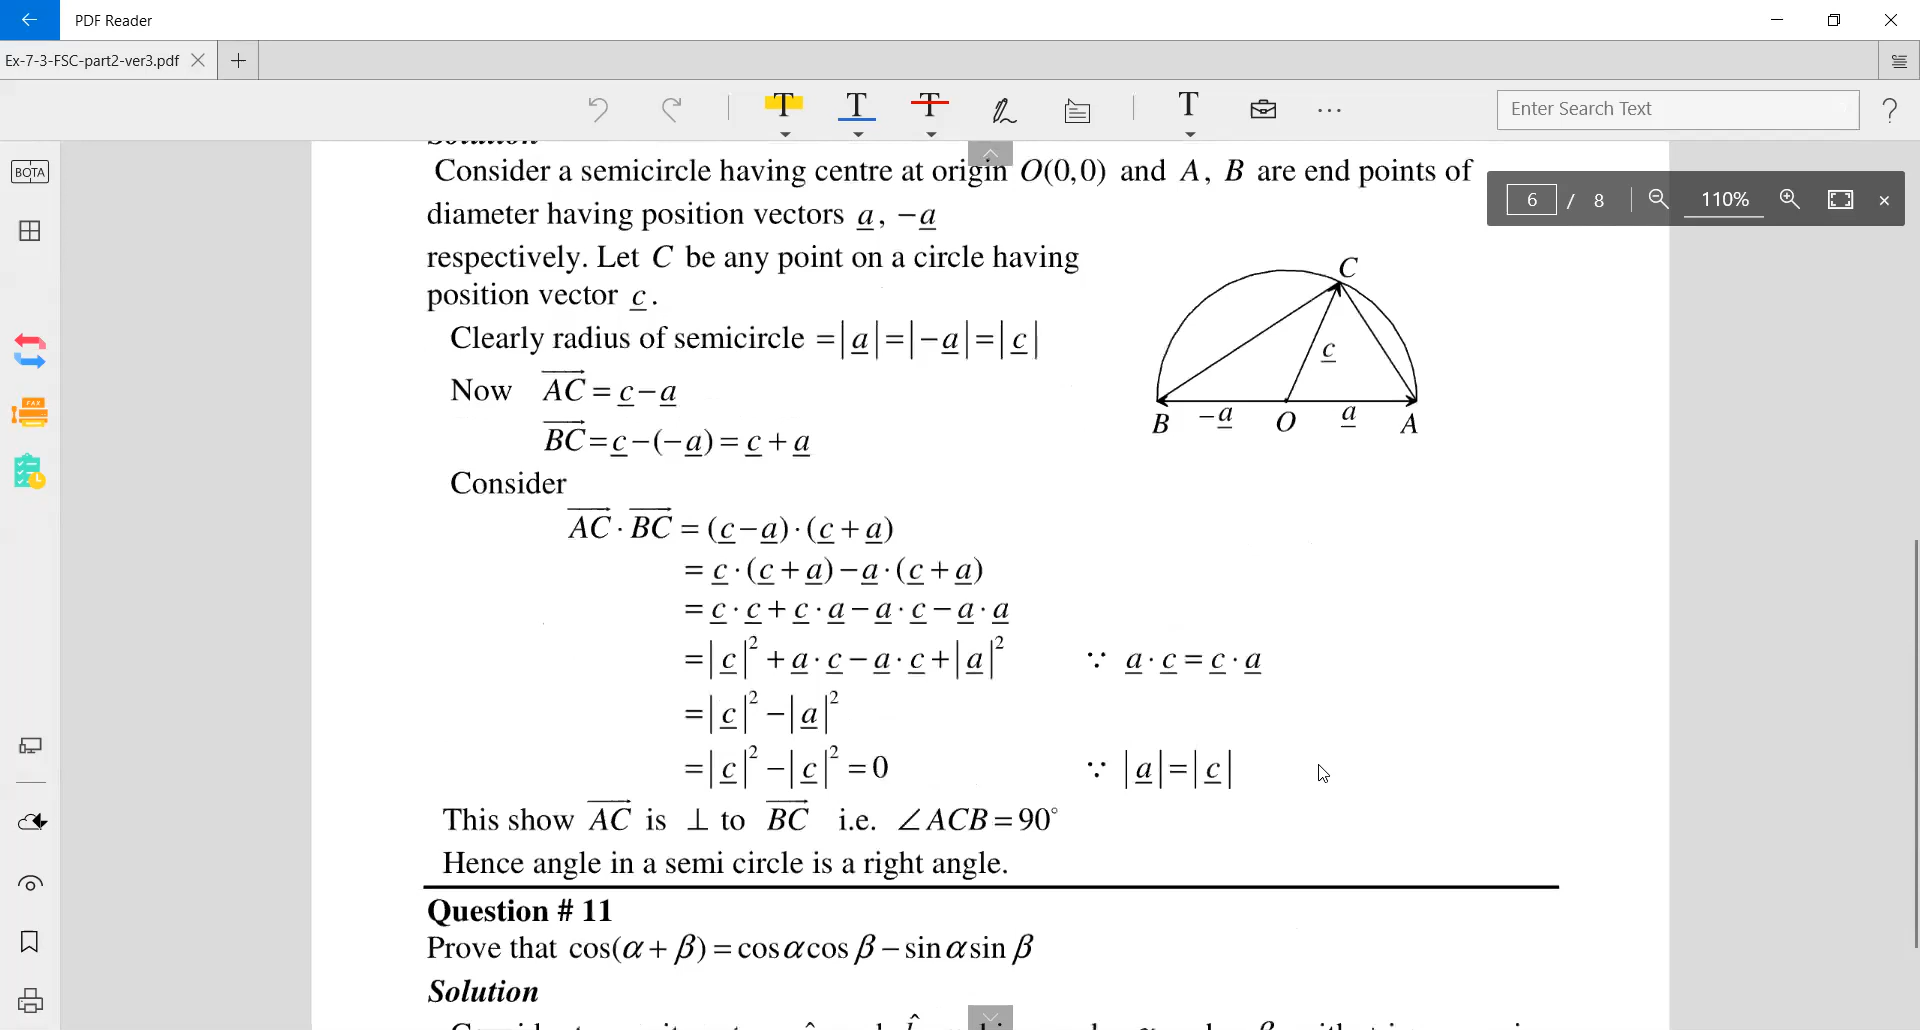 PDF Reader
Ex-7-3-FSC-part2-ver3.pdf
T T T T ... Enter Search Text ?
BOTA
FAX
6 / 8 110%
Solution
Consider a semicircle having centre at origin O(0,0) and A, B are end points of
diameter having position vectors a, −a
respectively. Let C be any point on a circle having
position vector c.
Clearly radius of semicircle =|a|=|−a|=|c|
Now AC = c−a
BC=c−(−a)=c+a
Consider
AC·BC = (c−a)·(c+a)
= c·(c+a)−a·(c+a)
= c·c+c·a−a·c−a·a
=|c|²+a·c−a·c+|a|² ∵ a·c=c·a
=|c|²−|a|²
=|c|²−|c|²=0 ∵ |a|=|c|
This show AC is ⊥ to BC i.e. ∠ACB=90°
Hence angle in a semi circle is a right angle.
C
c
B −a O a A
Question # 11
Prove that cos(α+β)=cosαcosβ−sinαsinβ
Solution